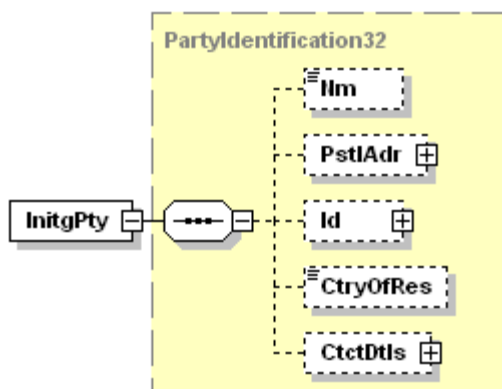 PartyIdentification32
Nm
PstlAdr
InitgPty
Id
CtryOfRes
CtctDtls